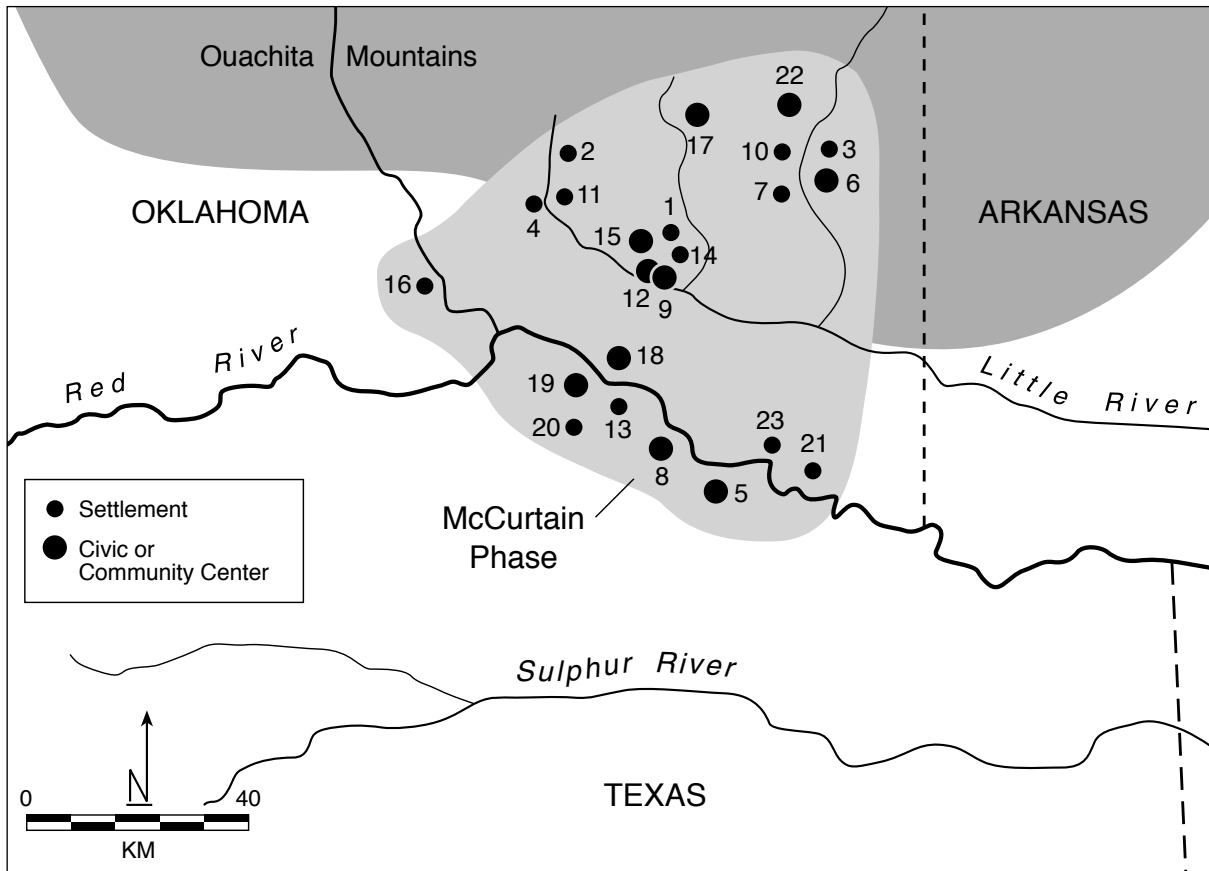 Ouachita Mountains
22
17
2
10
3
7
6
11
4
1
15
14
12
9
OKLAHOMA
ARKANSAS
16
Red River
18
19
20
13
8
5
23
21
Little River
Settlement
Civic or
Community Center
McCurtain
Phase
Sulphur River
N
0 40
KM
TEXAS